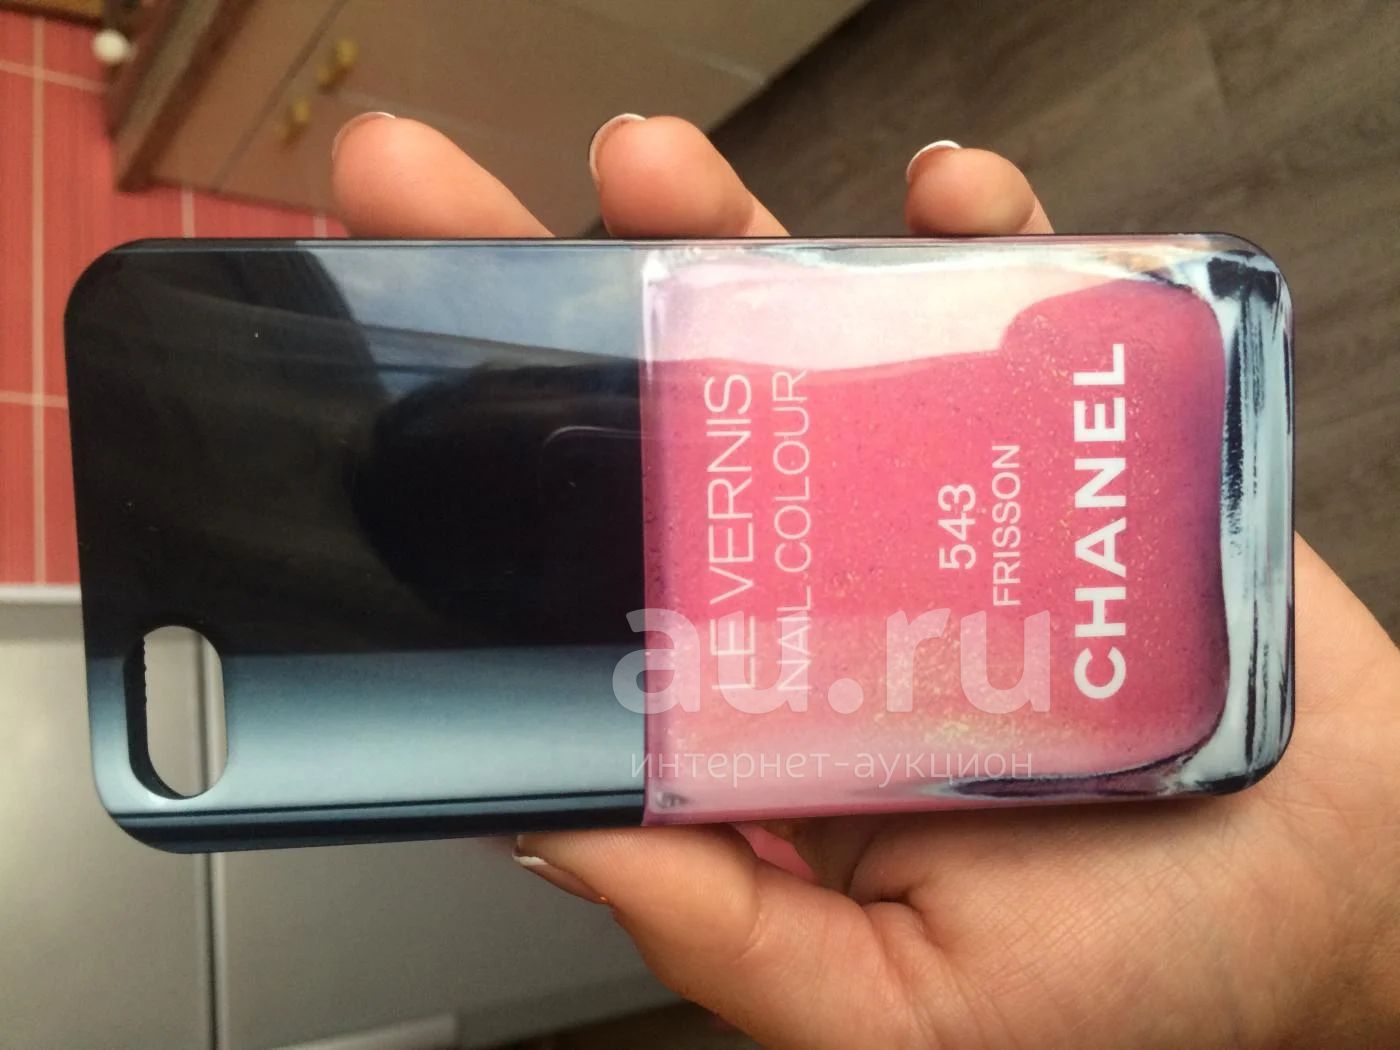 LE VERNIS
NAIL COLOUR
543
FRISSON
CHANEL
au.ru
интернет-аукцион